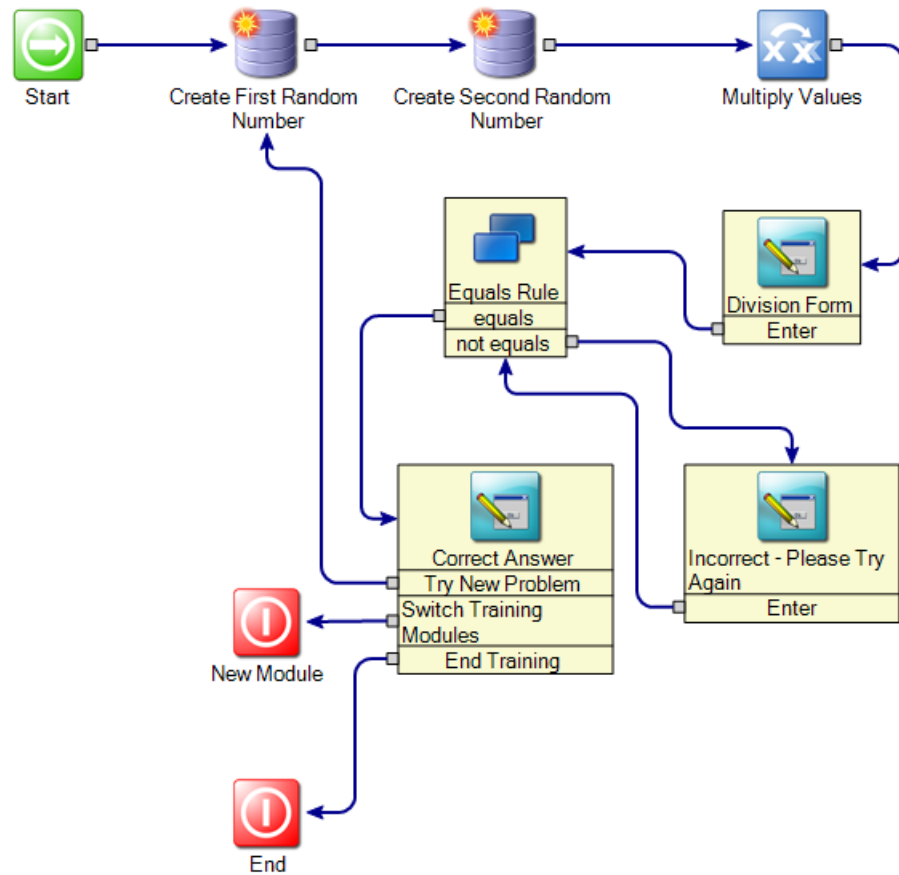 Start
Create First Random
Number
Create Second Random
Number
Multiply Values
Equals Rule
equals
not equals
Division Form
Enter
Correct Answer
Try New Problem
Switch Training
Modules
End Training
Incorrect - Please Try
Again
Enter
New Module
End